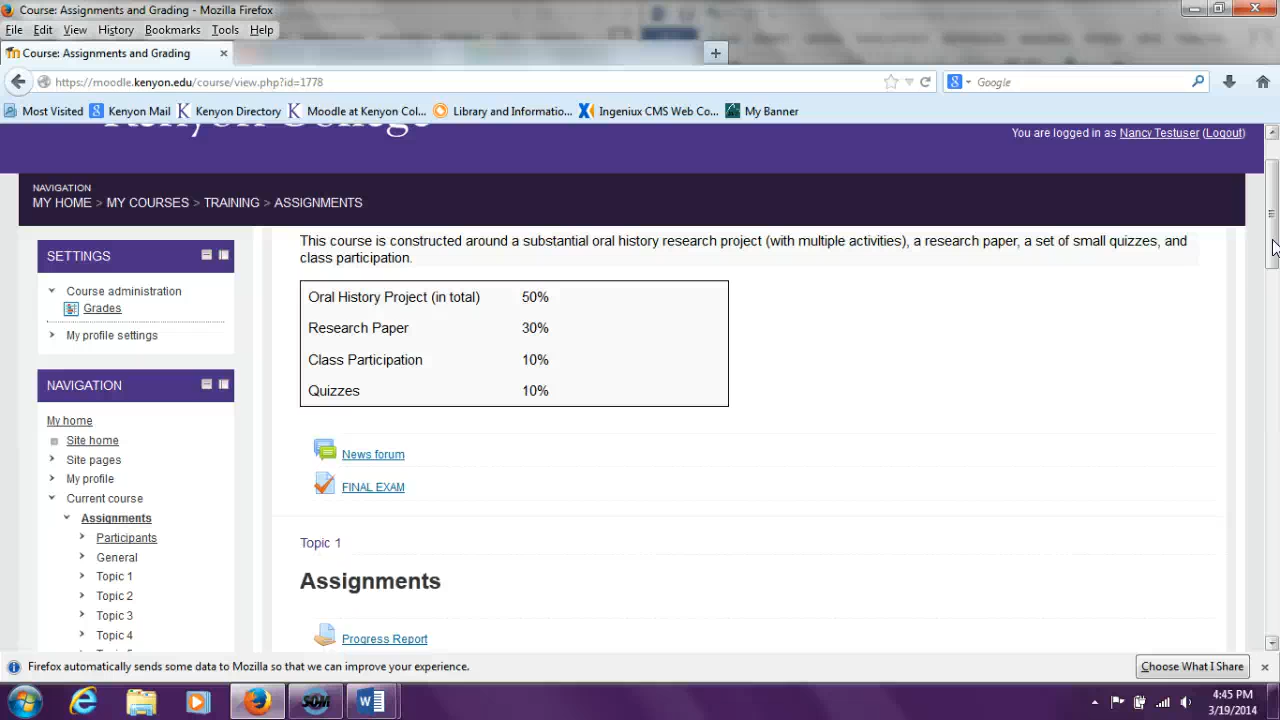 Course: Assignments and Grading - Mozilla Firefox
File Edit View History Bookmarks Tools Help
Course: Assignments and Grading
https://moodle.kenyon.edu/course/view.php?id=1778
Google
Most Visited Kenyon Mail Kenyon Directory Moodle at Kenyon Col... Library and Informatio... Ingeniux CMS Web Co... My Banner
Kenyon College
You are logged in as Nancy Testuser (Logout)
NAVIGATION
MY HOME > MY COURSES > TRAINING > ASSIGNMENTS
SETTINGS
Course administration
Grades
My profile settings
NAVIGATION
My home
Site home
Site pages
My profile
Current course
Assignments
Participants
General
Topic 1
Topic 2
Topic 3
Topic 4
This course is constructed around a substantial oral history research project (with multiple activities), a research paper, a set of small quizzes, and
class participation.
Oral History Project (in total) 50%
Research Paper 30%
Class Participation 10%
Quizzes 10%
News forum
FINAL EXAM
Topic 1
Assignments
Progress Report
Firefox automatically sends some data to Mozilla so that we can improve your experience.
Choose What I Share
4:45 PM
3/19/2014